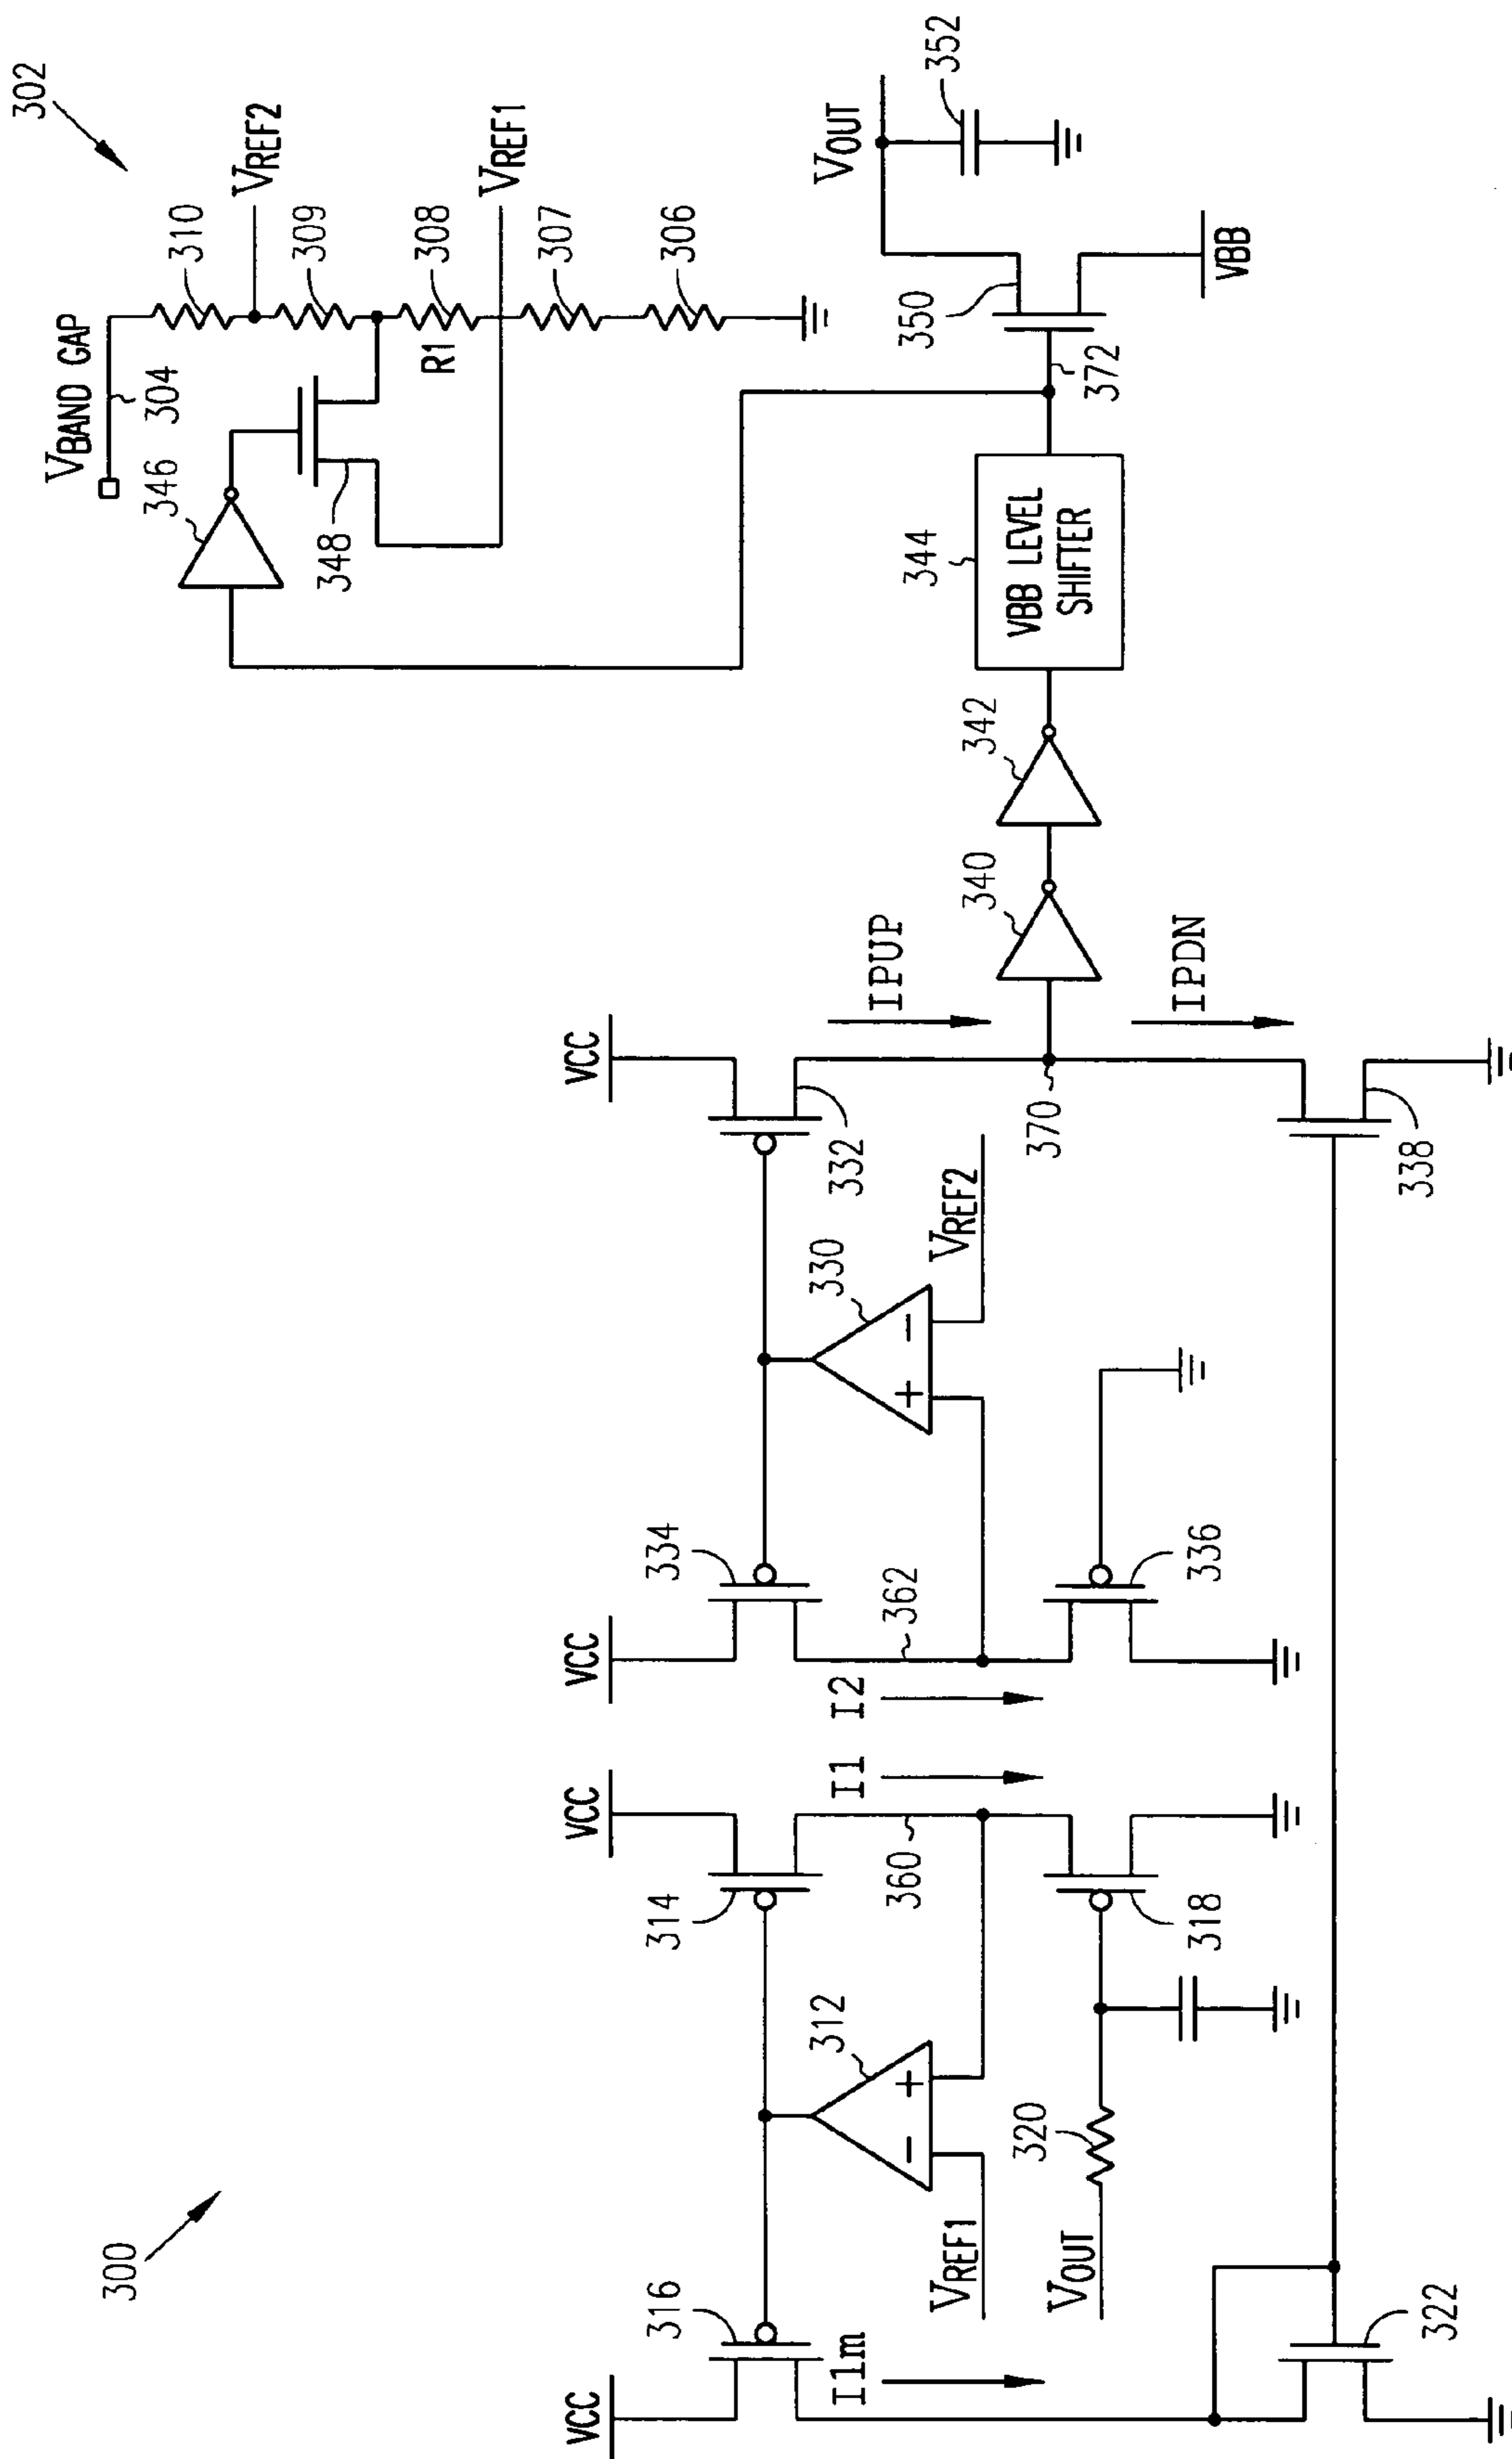 300
302
VBAND GAP
304
310
VREF2
309
308
R1
VREF1
307
306
346
348
VOUT
352
350
372
VBB
344
VBB LEVEL
SHIFTER
342
340
VCC
IPUP
IPDN
332
370
338
330
VREF2
+
−
334
VCC
362
I2
336
VCC
I1
314
360
318
312
−
+
VREF1
320
VOUT
316
VCC
I1m
322